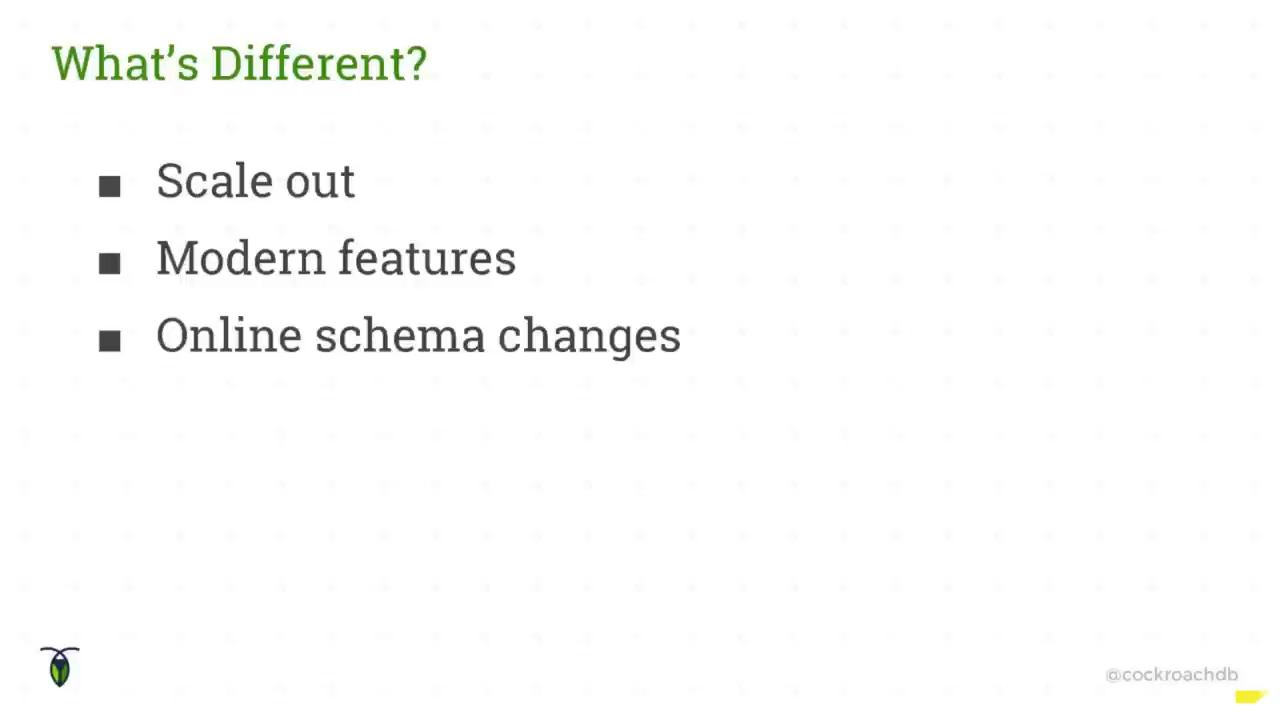 What's Different?
■ Scale out
■ Modern features
■ Online schema changes
@cockroachdb